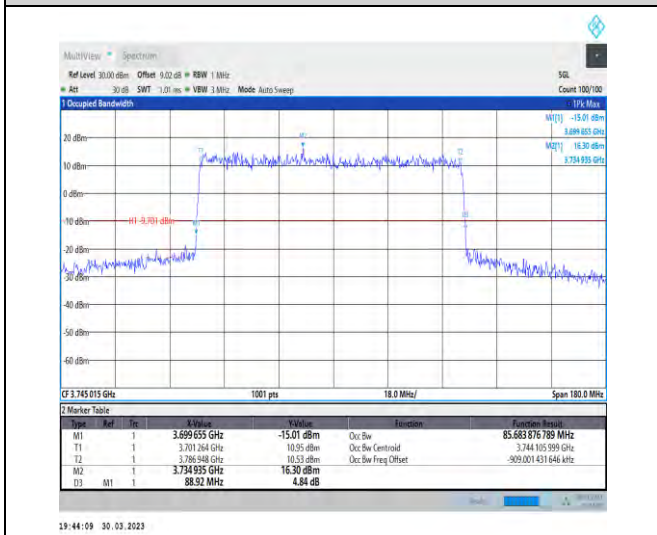 MultiView Spectrum
Ref Level 30.00 dBm Offset 9.02 dB RBW 1 MHz SGL
Att 30 dB SWT 1.01 ms VBW 3 MHz Mode Auto Sweep Count 100/100
1 Occupied Bandwidth 1Pk Max
M1[1] -15.01 dBm
3.699 655 GHz
M2[1] 16.30 dBm
3.734 935 GHz
20 dBm
10 dBm
0 dBm
-10 dBm
H1 -9.701 dBm
-20 dBm
-30 dBm
-40 dBm
-50 dBm
-60 dBm
CF 3.745 015 GHz 1001 pts 18.0 MHz/ Span 180.0 MHz
2 Marker Table
Type Ref Trc X-Value Y-Value Function Function Result
M1 1 3.699 655 GHz -15.01 dBm Occ Bw 85.683 876 789 MHz
T1 1 3.701 264 GHz 10.95 dBm Occ Bw Centroid 3.744 105 999 GHz
T2 1 3.786 948 GHz 10.53 dBm Occ Bw Freq Offset -909.001 431 646 kHz
M2 1 3.734 935 GHz 16.30 dBm
D3 M1 1 88.92 MHz 4.84 dB
19:44:09 30.03.2023